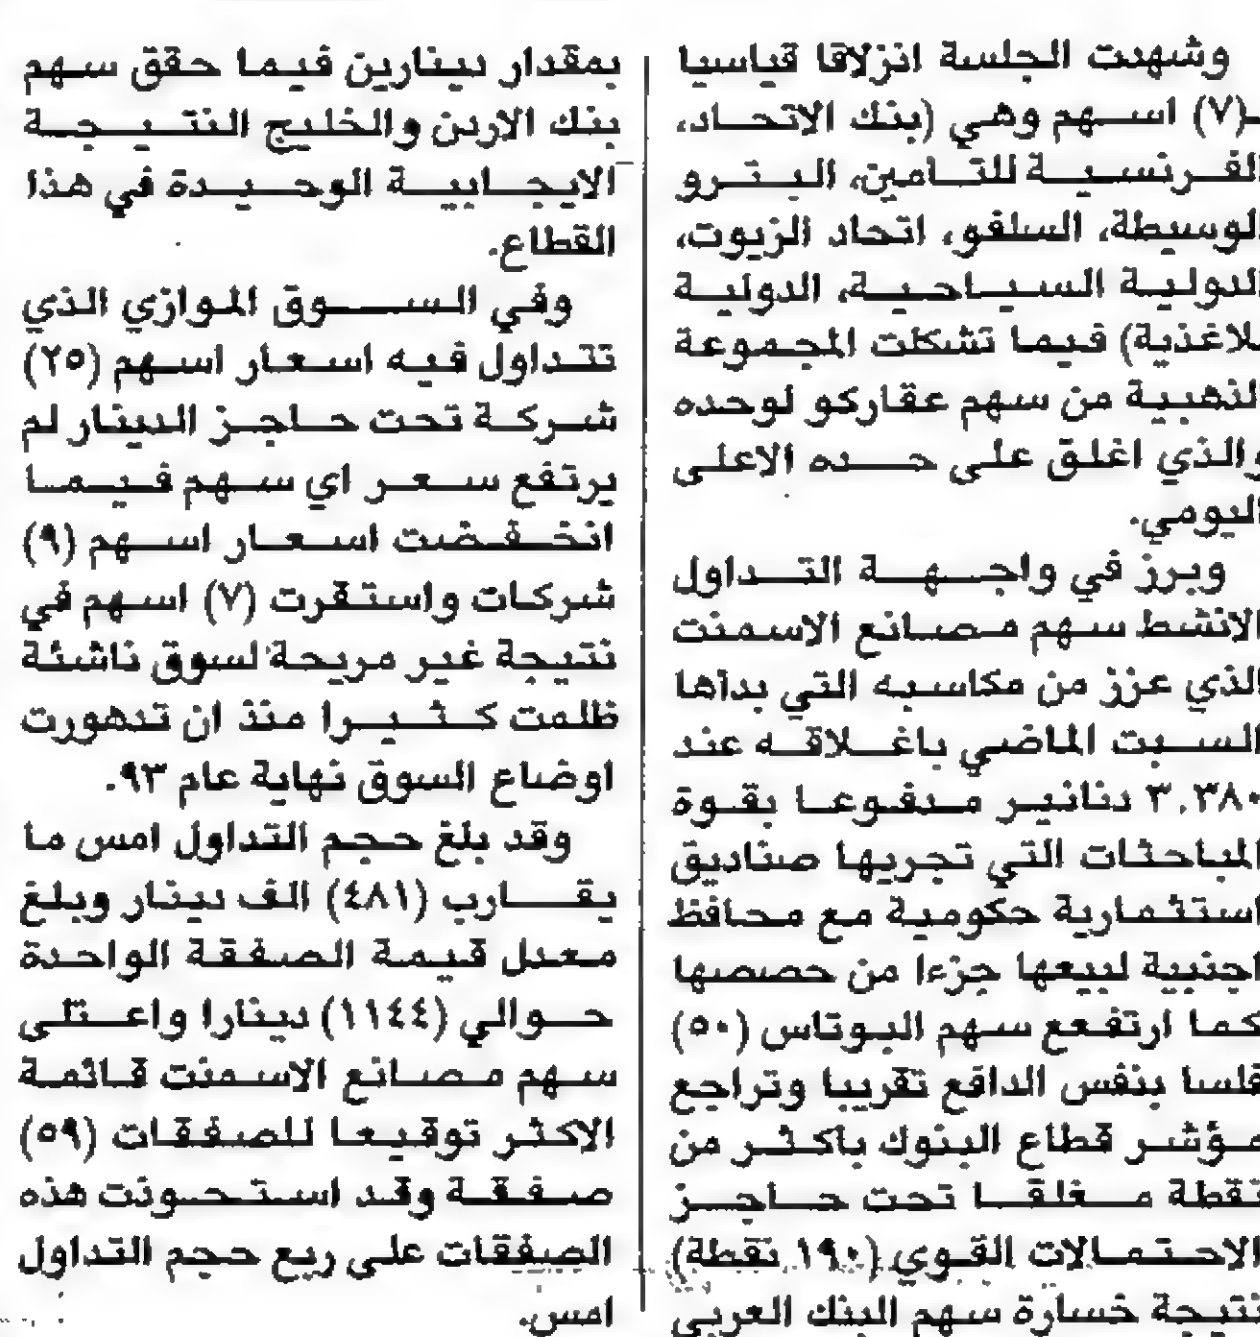 وشهدت الجلسة انزلاقا قياسيا
لـ(٧) اسهم وهي (بنك الاتحاد،
الفرنسية للتامين، البترو
الوسيطة، السلفو، اتحاد الزيوت،
الدولية السياحية، الدولية
للاغذية) فيما تشكلت المجموعة
الذهبية من سهم عقاركو لوحده
والذي اغلق على حده الاعلى
اليومي.
وبرز في واجهة التداول
الانشط سهم مصانع الاسمنت
الذي عزز من مكاسبه التي بدأها
السبت الماضي باغلاقه عند
٣.٣٨٠ دنانير مدفوعا بقوة
المباحثات التي تجريها صناديق
استثمارية حكومية مع محافظ
اجنبية لبيعها جزءا من حصصها
كما ارتفعع سهم البوتاس (٥٠)
فلسا بنفس الدافع تقريبا وتراجع
مؤشر قطاع البنوك باكثر من
نقطة مغلقا تحت حاجز
الاحتمالات القوي (١٩٠ نقطة)
نتيجة خسارة سهم البنك العربي
بمقدار دينارين فيما حقق سهم
بنك الاردن والخليج النتيجة
الايجابية الوحيدة في هذا
القطاع.
وفي السوق الموازي الذي
تتداول فيه اسعار اسهم (٢٥)
شركة تحت حاجز الدينار لم
يرتفع سعر اي سهم فيما
انخفضت اسعار اسهم (٩)
شركات واستقرت (٧) اسهم في
نتيجة غير مريحة لسوق ناشئة
ظلمت كثيرا منذ ان تدهورت
اوضاع السوق نهاية عام ٩٣.
وقد بلغ حجم التداول امس ما
يقارب (٤٨١) الف دينار وبلغ
معدل قيمة الصفقة الواحدة
حوالي (١١٤٤) دينارا واعتلى
سهم مصانع الاسمنت قائمة
الاكثر توقيعا للصفقات (٥٩)
صفقة وقد استحوذت هذه
الصفقات على ربع حجم التداول
امس.